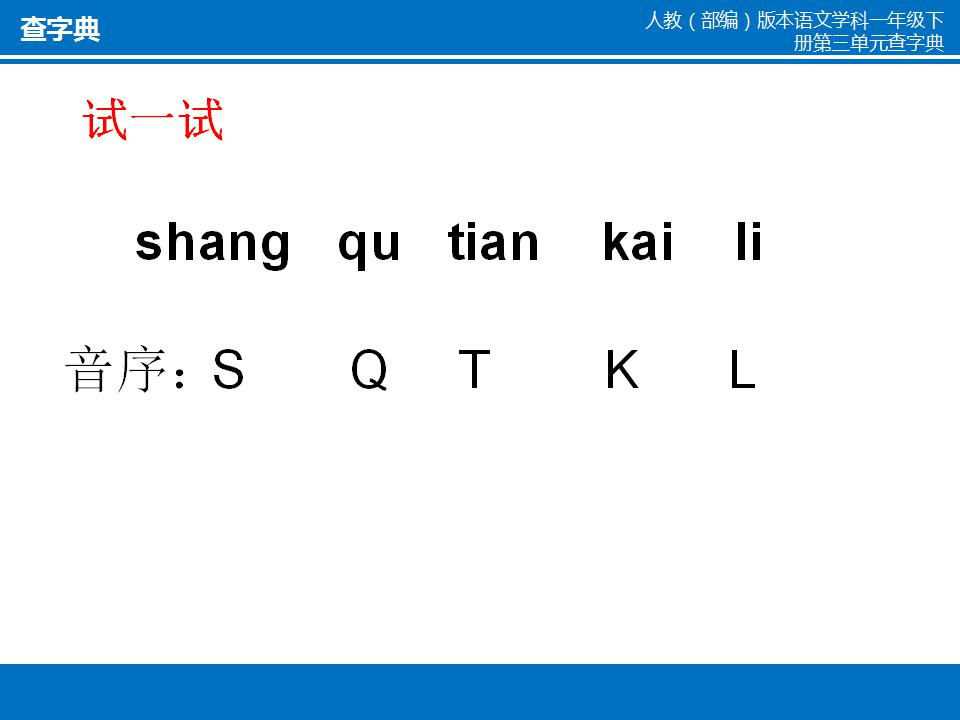 查字典
人教（部编）版本语文学科一年级下
册第三单元查字典
试一试
shang qu tian kai li
音序：S Q T K L